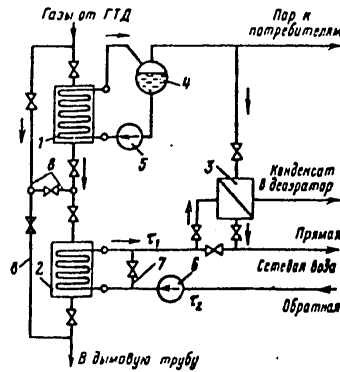 Газы от ГТД
Пар к
потребителям
4
1
5
8
3
Конденсат
в деаэратор
τ₁
Прямая
2
7
6
Сетевая вода
8
τ₂
Обратная
В дымовую трубу